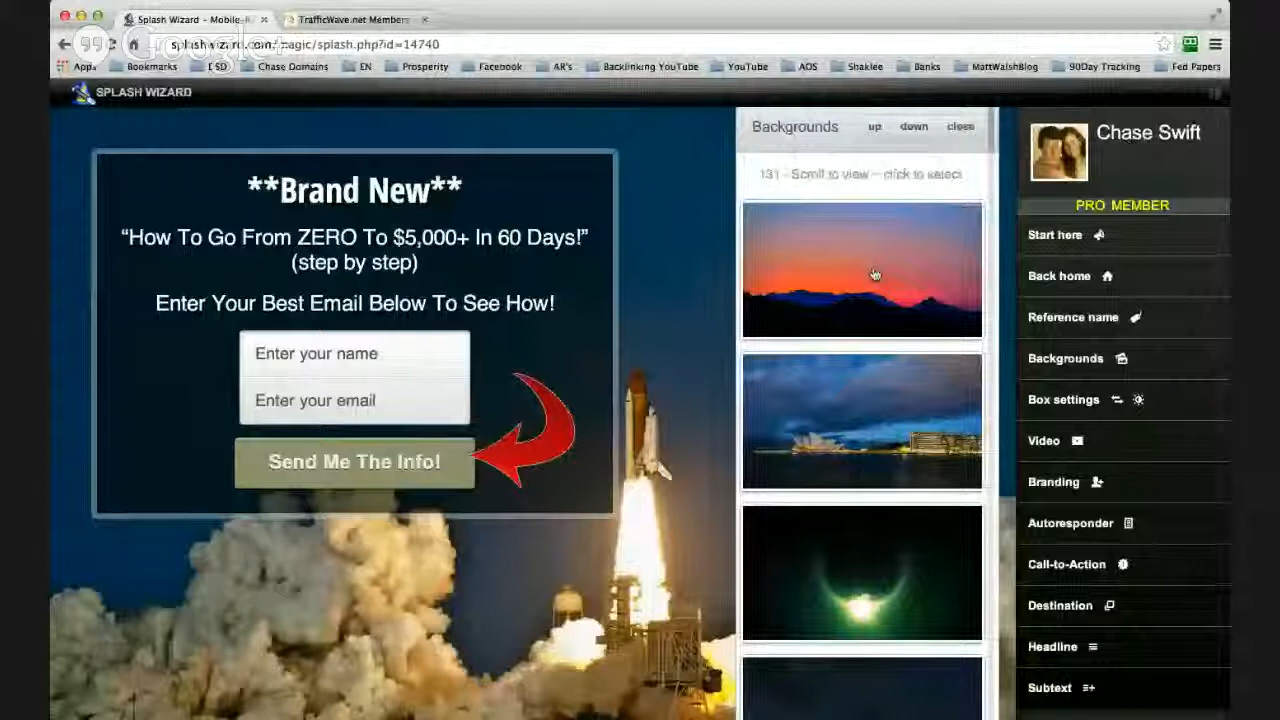 Splash Wizard - Mobile-R
TrafficWave.net Members
Google+
splashwizard.com/magic/splash.php?id=14740
Apps
Bookmarks
ESD
Chase Domains
EN
Prosperity
Facebook
AR's
Backlinking YouTube
YouTube
AOS
Shaklee
Banks
MattWalshBlog
90Day Tracking
Fed Papers
SPLASH WIZARD
**Brand New**
“How To Go From ZERO To $5,000+ In 60 Days!”
(step by step)
Enter Your Best Email Below To See How!
Enter your name
Enter your email
Send Me The Info!
Backgrounds up down close
131 - Scroll to view -- click to select
Chase Swift
PRO MEMBER
Start here
Back home
Reference name
Backgrounds
Box settings
Video
Branding
Autoresponder
Call-to-Action
Destination
Headline
Subtext